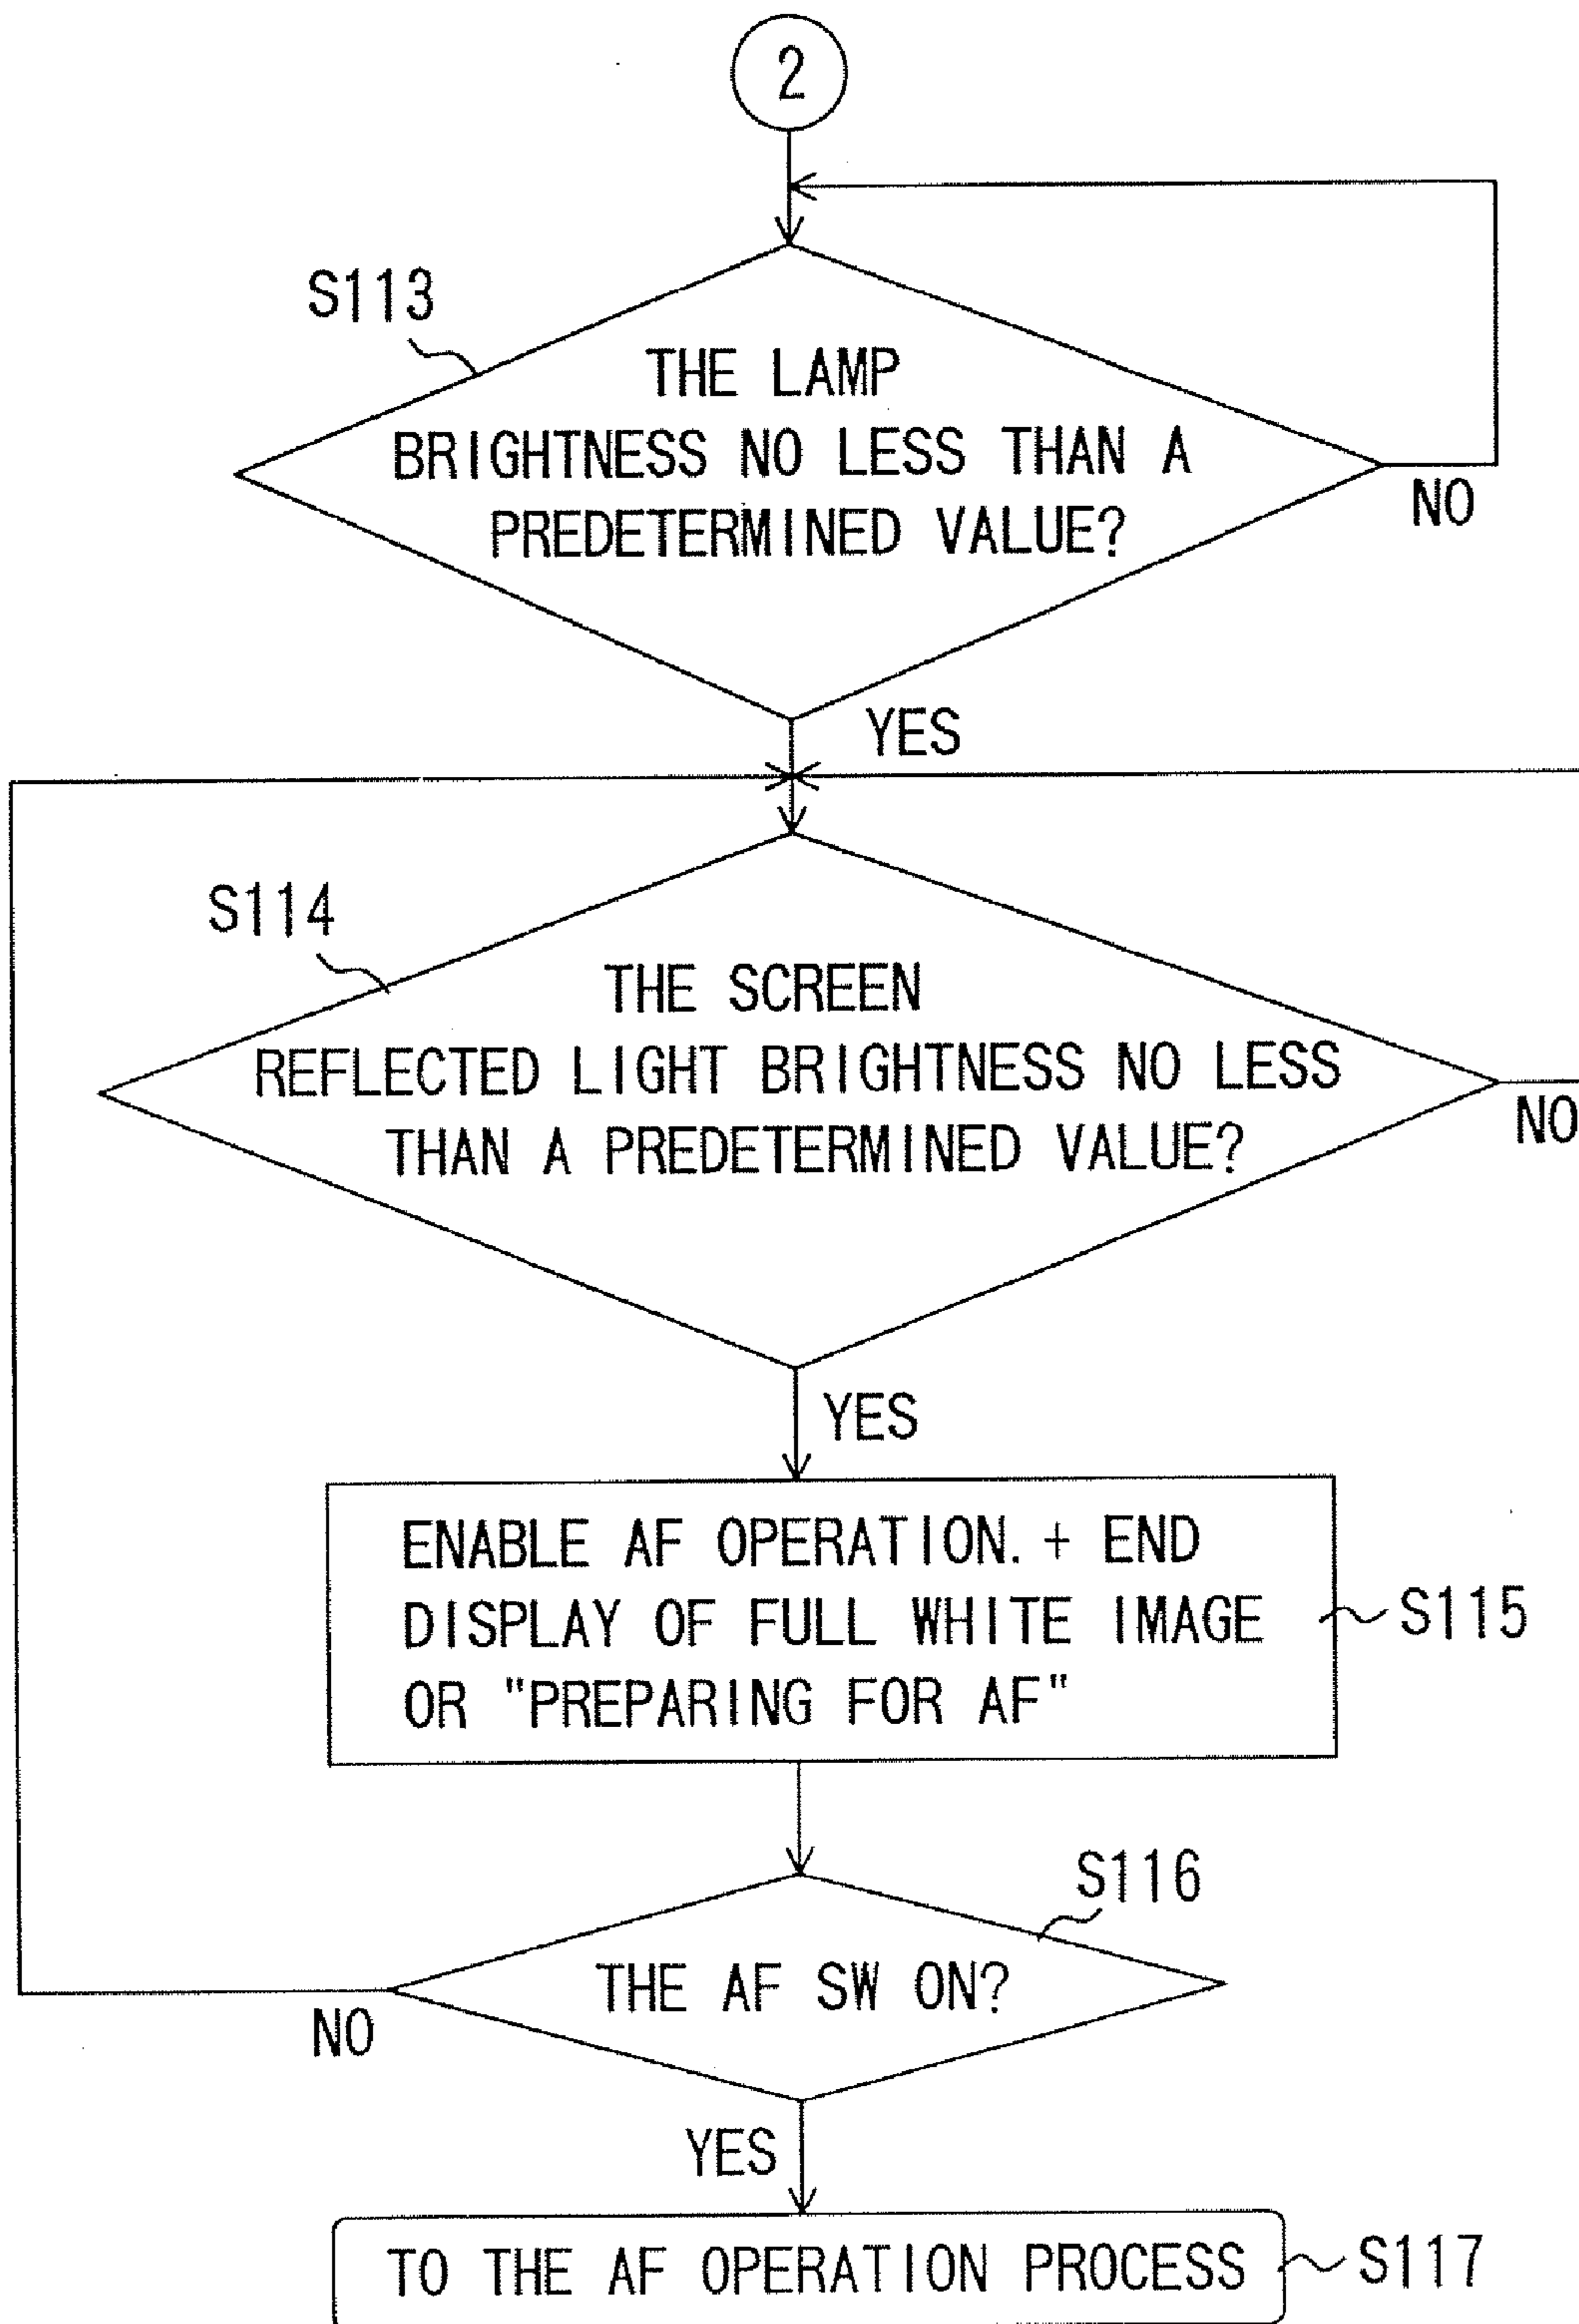 2
S113
THE LAMP
BRIGHTNESS NO LESS THAN A
PREDETERMINED VALUE?
NO
YES
S114
THE SCREEN
REFLECTED LIGHT BRIGHTNESS NO LESS
THAN A PREDETERMINED VALUE?
NO
YES
ENABLE AF OPERATION. + END
DISPLAY OF FULL WHITE IMAGE
OR "PREPARING FOR AF"
S115
S116
THE AF SW ON?
NO
YES
TO THE AF OPERATION PROCESS
S117